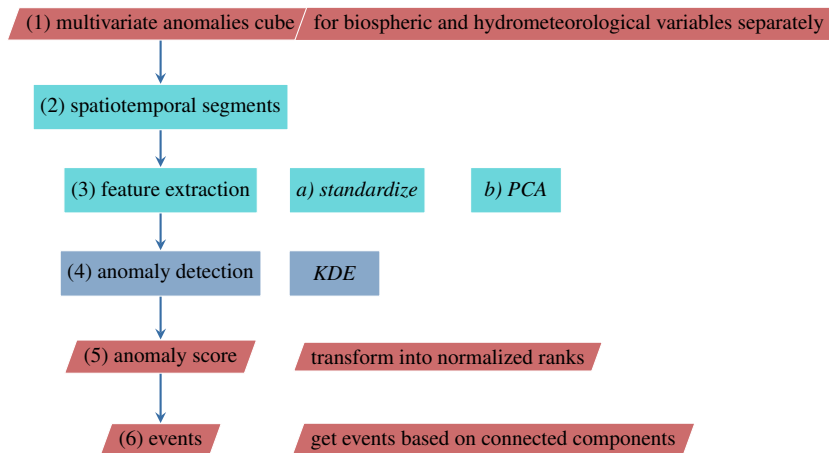 (1) multivariate anomalies cube for biospheric and hydrometeorological variables separately
(2) spatiotemporal segments
(3) feature extraction a) standardize b) PCA
(4) anomaly detection KDE
(5) anomaly score transform into normalized ranks
(6) events get events based on connected components